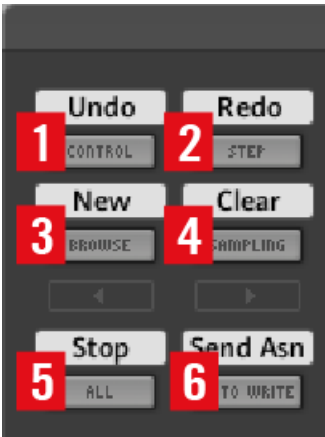 Undo Redo
1 CONTROL 2 STEP
New Clear
3 BROWSE 4 SAMPLING
Stop Send Asn
5 ALL 6 TO WRITE